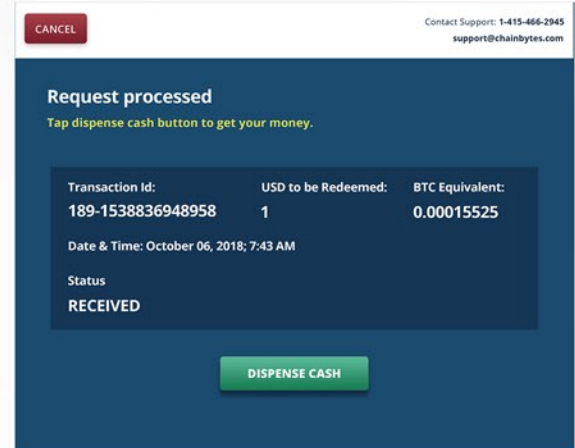 CANCEL
Contact Support: 1-415-466-2945
support@chainbytes.com
Request processed
Tap dispense cash button to get your money.
Transaction Id:
USD to be Redeemed:
BTC Equivalent:
189-1538836948958
1
0.00015525
Date & Time: October 06, 2018; 7:43 AM
Status
RECEIVED
DISPENSE CASH